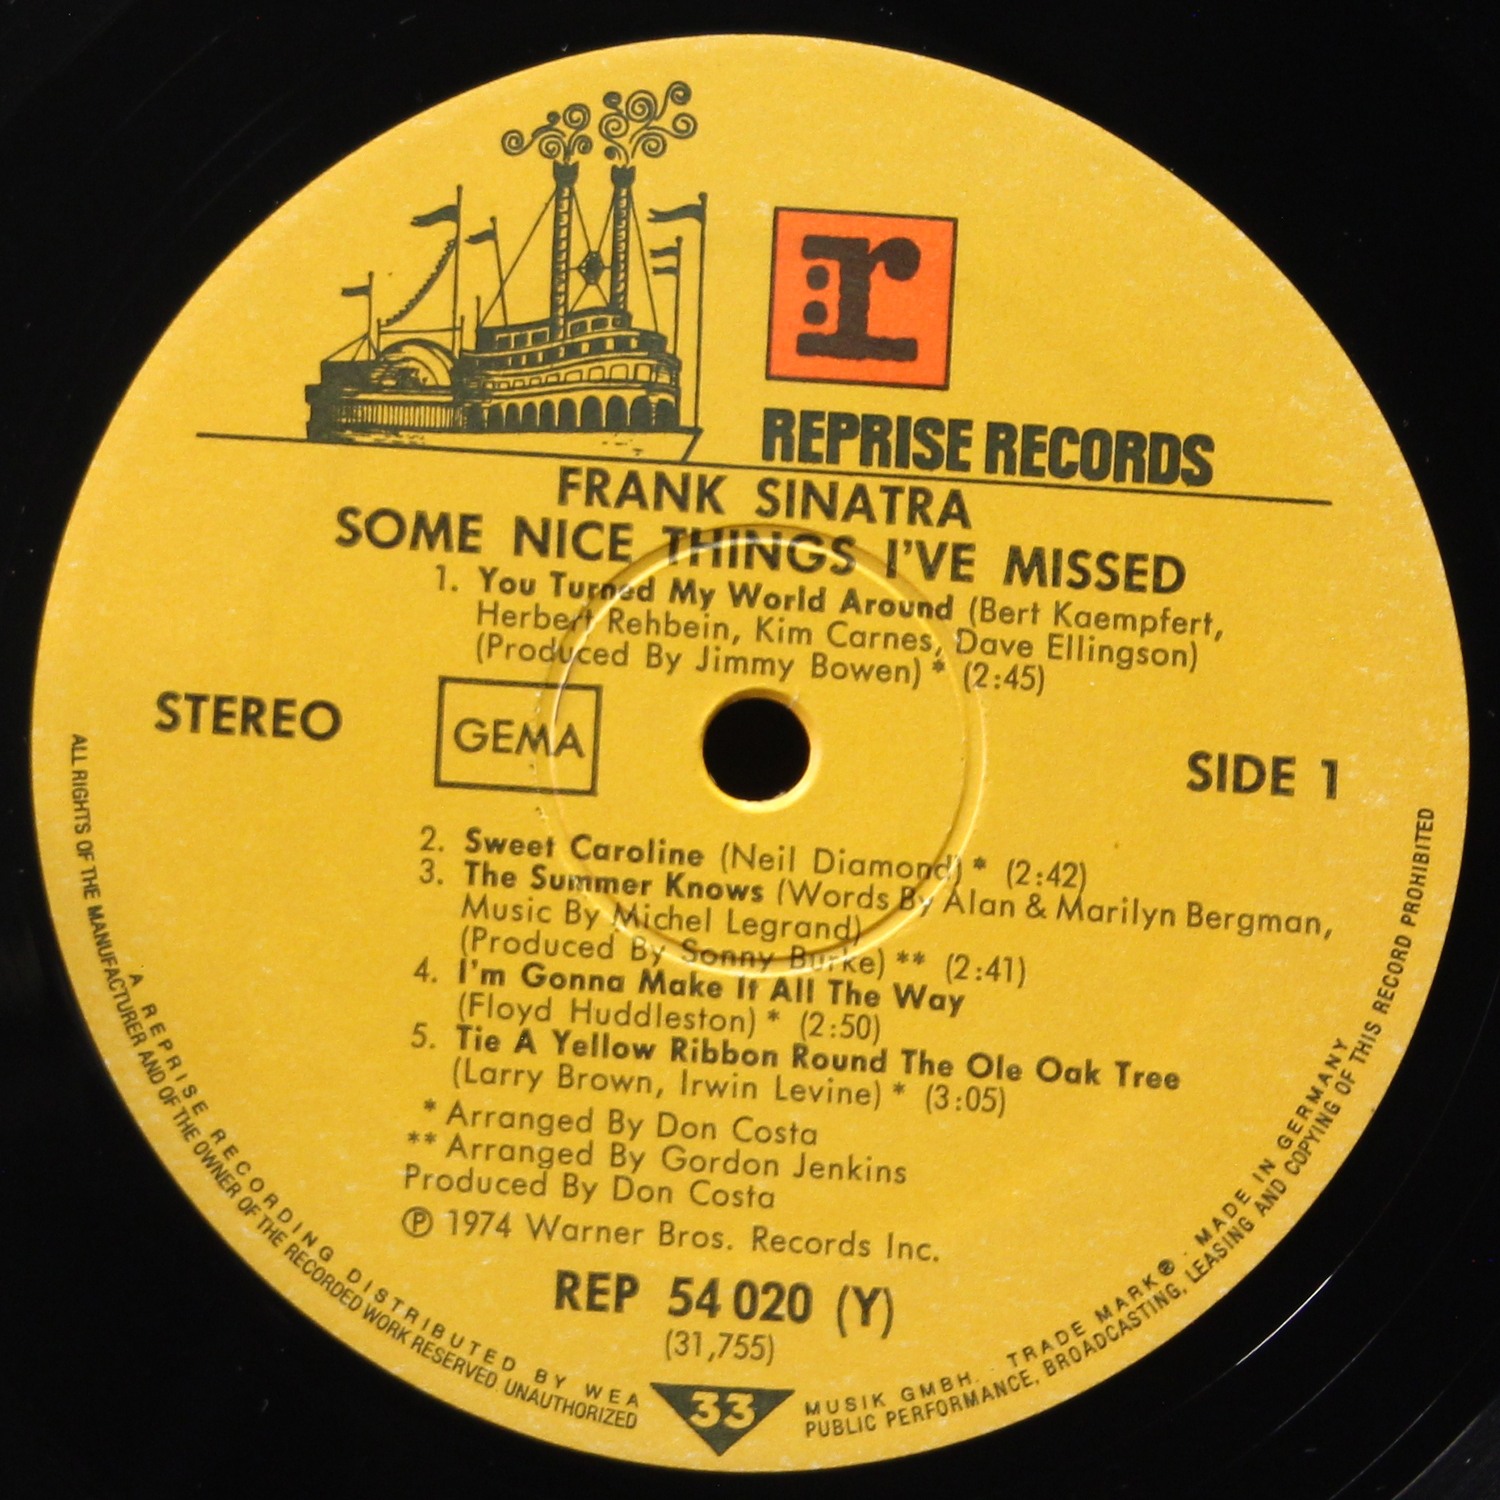 r
REPRISE RECORDS
FRANK SINATRA
SOME NICE THINGS I'VE MISSED
1. You Turned My World Around (Bert Kaempfert,
Herbert Rehbein, Kim Carnes, Dave Ellingson)
(Produced By Jimmy Bowen) * (2:45)
STEREO
GEMA
SIDE 1
2. Sweet Caroline (Neil Diamond) * (2:42)
3. The Summer Knows (Words By Alan & Marilyn Bergman,
Music By Michel Legrand)
(Produced By Sonny Burke) ** (2:41)
4. I'm Gonna Make It All The Way
(Floyd Huddleston) * (2:50)
5. Tie A Yellow Ribbon Round The Ole Oak Tree
(Larry Brown, Irwin Levine) * (3:05)
* Arranged By Don Costa
** Arranged By Gordon Jenkins
Produced By Don Costa
℗ 1974 Warner Bros. Records Inc.
REP 54 020 (Y)
(31,755)
33
A REPRISE RECORDING DISTRIBUTED BY WEA MUSIK GMBH. TRADE MARK ® · MADE IN GERMANY
ALL RIGHTS OF THE MANUFACTURER AND OF THE OWNER OF THE RECORDED WORK RESERVED. UNAUTHORIZED PUBLIC PERFORMANCE, BROADCASTING, LEASING AND COPYING OF THIS RECORD PROHIBITED